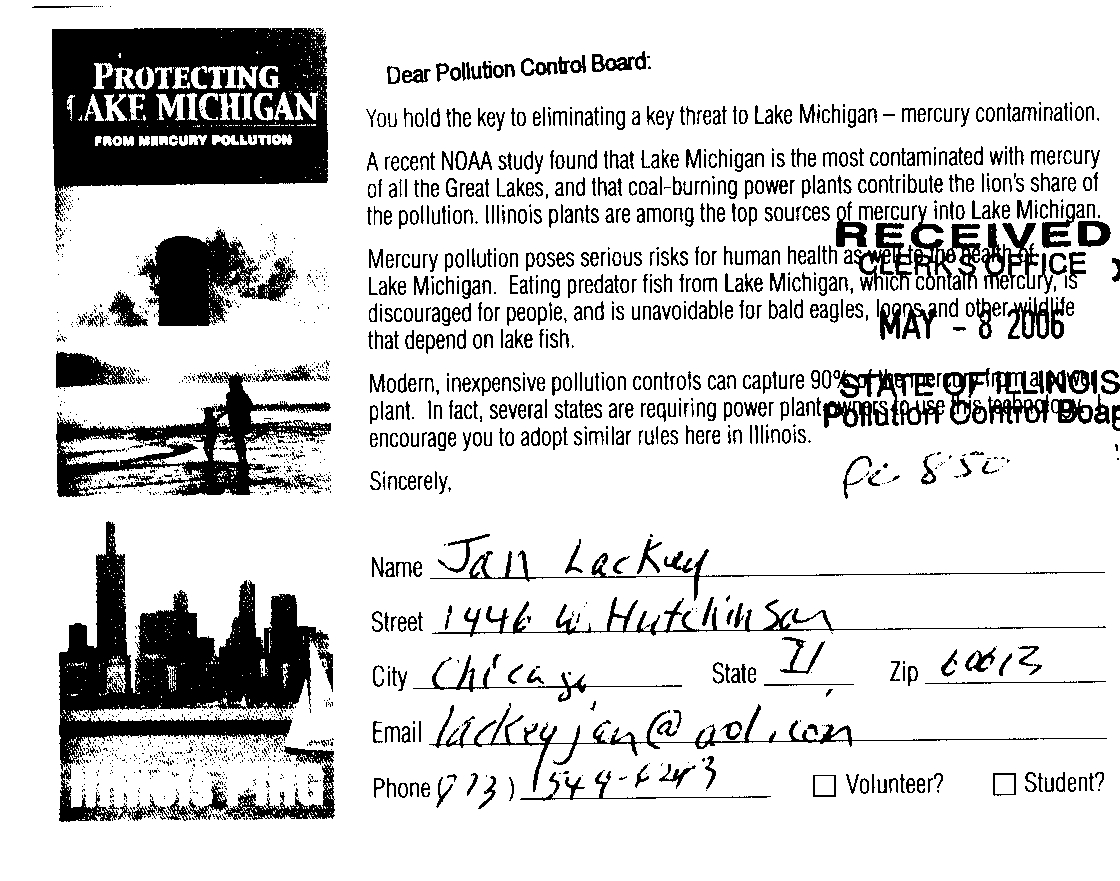 PROTECTING
LAKE MICHIGAN
FROM MERCURY POLLUTION
Dear Pollution Control Board:
You hold the key to eliminating a key threat to Lake Michigan – mercury contamination.
A recent NOAA study found that Lake Michigan is the most contaminated with mercury
of all the Great Lakes, and that coal-burning power plants contribute the lion's share of
the pollution. Illinois plants are among the top sources of mercury into Lake Michigan.
RECEIVED
CLERK'S OFFICE
MAY - 8 2006
STATE OF ILLINOIS
Pollution Control Boar
Mercury pollution poses serious risks for human health as well to the health of
Lake Michigan. Eating predator fish from Lake Michigan, which contain mercury, is
discouraged for people, and is unavoidable for bald eagles, loons and other wildlife
that depend on lake fish.
Modern, inexpensive pollution controls can capture 90% of the mercury from a power
plant. In fact, several states are requiring power plant owners to use this technology. I
encourage you to adopt similar rules here in Illinois.
PC 850
Sincerely,
Name Jan Lackey
Street 1446 W. Hutchinson
City Chicago State Il Zip 60613
Email lackeyjan@aol.com
Phone (773) 544-6243
Volunteer? Student?
ILLINOIS PIRG